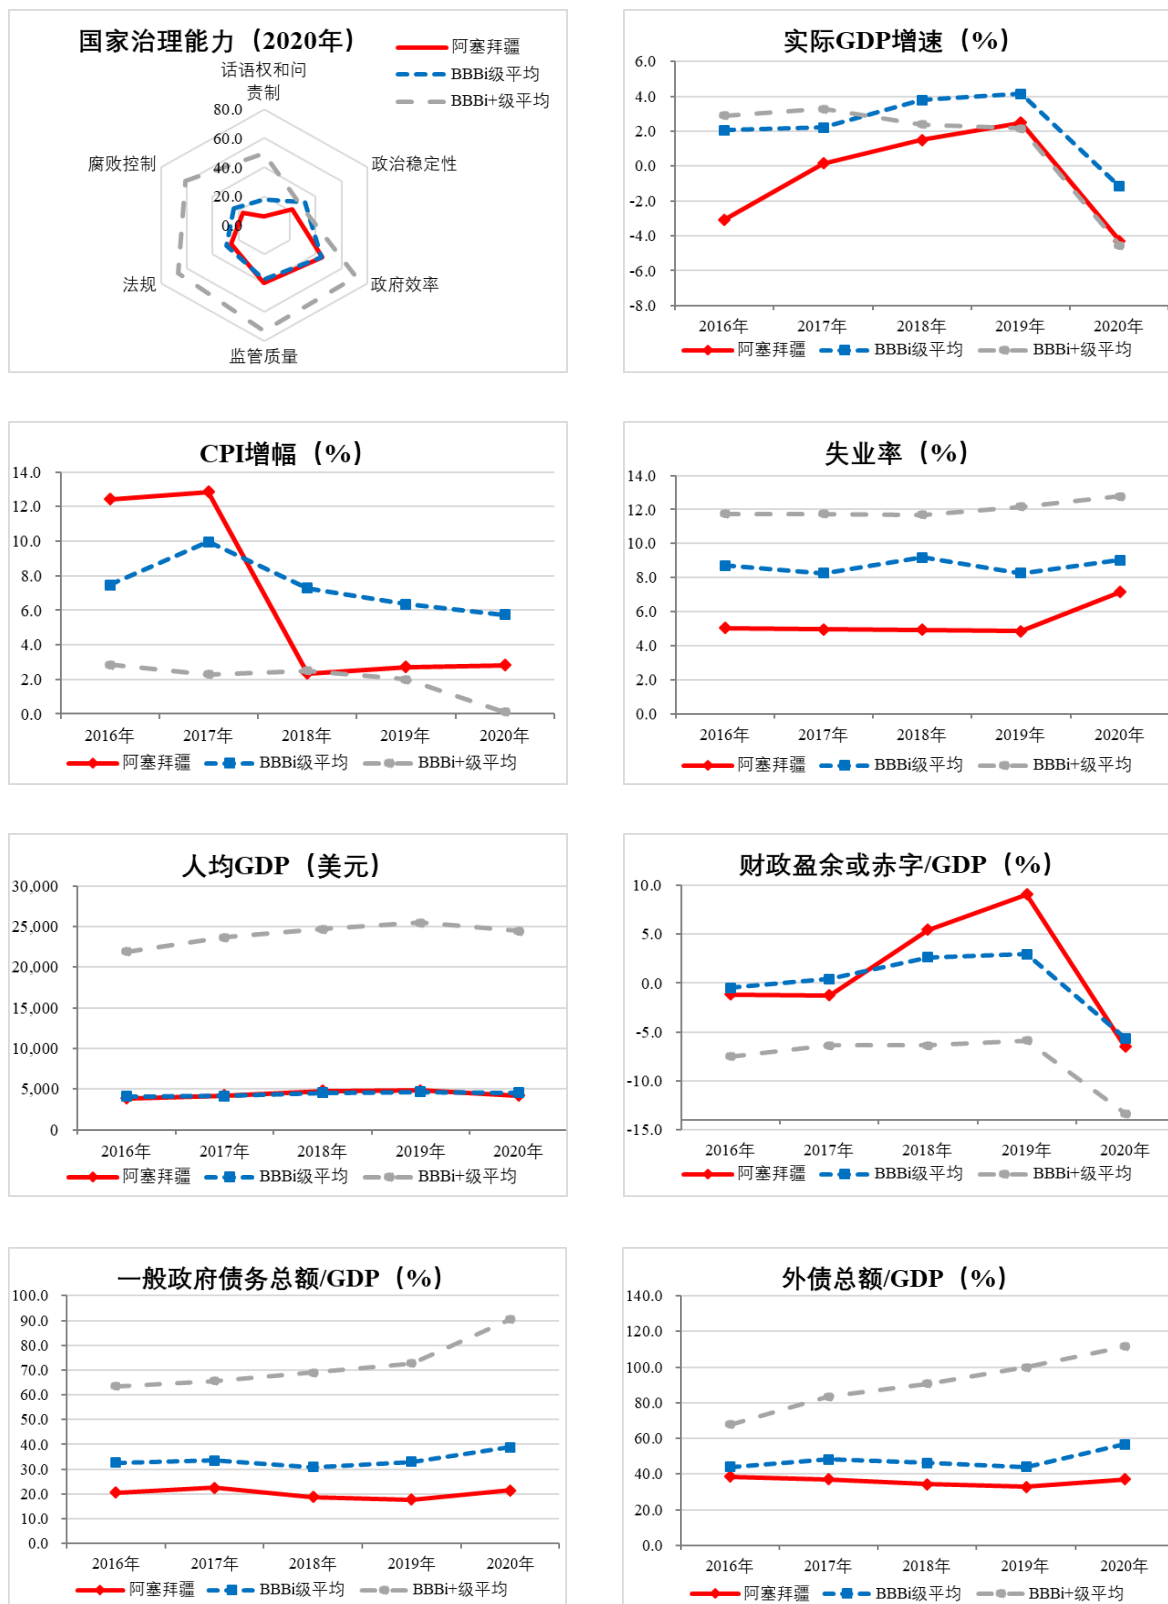 国家治理能力（2020年）
阿塞拜疆
BBBi级平均
BBBi+级平均
话语权和问
责制
80.0
60.0
40.0
20.0
0.0
政治稳定性
政府效率
监管质量
法规
腐败控制
实际GDP增速（%）
6.0
4.0
2.0
0.0
-2.0
-4.0
-6.0
-8.0
2016年 2017年 2018年 2019年 2020年
阿塞拜疆 BBBi级平均 BBBi+级平均
CPI增幅（%）
14.0
12.0
10.0
8.0
6.0
4.0
2.0
0.0
2016年 2017年 2018年 2019年 2020年
阿塞拜疆 BBBi级平均 BBBi+级平均
失业率（%）
14.0
12.0
10.0
8.0
6.0
4.0
2.0
0.0
2016年 2017年 2018年 2019年 2020年
阿塞拜疆 BBBi级平均 BBBi+级平均
人均GDP（美元）
30,000
25,000
20,000
15,000
10,000
5,000
0
2016年 2017年 2018年 2019年 2020年
阿塞拜疆 BBBi级平均 BBBi+级平均
财政盈余或赤字/GDP（%）
10.0
5.0
0.0
-5.0
-10.0
-15.0
2016年 2017年 2018年 2019年 2020年
阿塞拜疆 BBBi级平均 BBBi+级平均
一般政府债务总额/GDP（%）
100.0
90.0
80.0
70.0
60.0
50.0
40.0
30.0
20.0
10.0
0.0
2016年 2017年 2018年 2019年 2020年
阿塞拜疆 BBBi级平均 BBBi+级平均
外债总额/GDP（%）
140.0
120.0
100.0
80.0
60.0
40.0
20.0
0.0
2016年 2017年 2018年 2019年 2020年
阿塞拜疆 BBBi级平均 BBBi+级平均